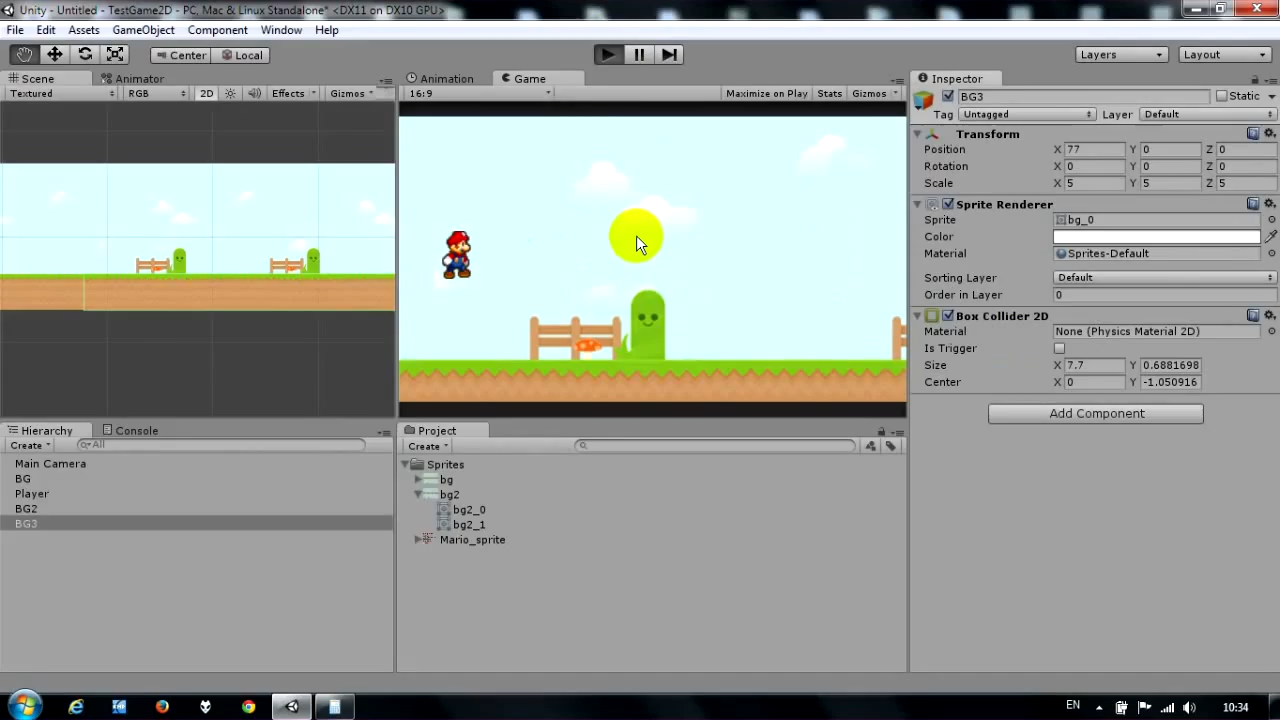 Unity - Untitled - TestGame2D - PC, Mac & Linux Standalone* <DX11 on DX10 GPU>
File Edit Assets GameObject Component Window Help
Center Local Layers Layout
Scene Animator
Textured RGB 2D Effects Gizmos
Animation Game
16:9 Maximize on Play Stats Gizmos
Inspector
BG3 Static
Tag Untagged Layer Default
Transform
Position X 77 Y 0 Z 0
Rotation X 0 Y 0 Z 0
Scale X 5 Y 5 Z 5
Sprite Renderer
Sprite bg_0
Color
Material Sprites-Default
Sorting Layer Default
Order in Layer 0
Box Collider 2D
Material None (Physics Material 2D)
Is Trigger
Size X 7.7 Y 0.6881698
Center X 0 Y -1.050916
Add Component
Hierarchy Console
Create All
Main Camera
BG
Player
BG2
BG3
Project
Create
Sprites
bg
bg2
bg2_0
bg2_1
Mario_sprite
EN 10:34